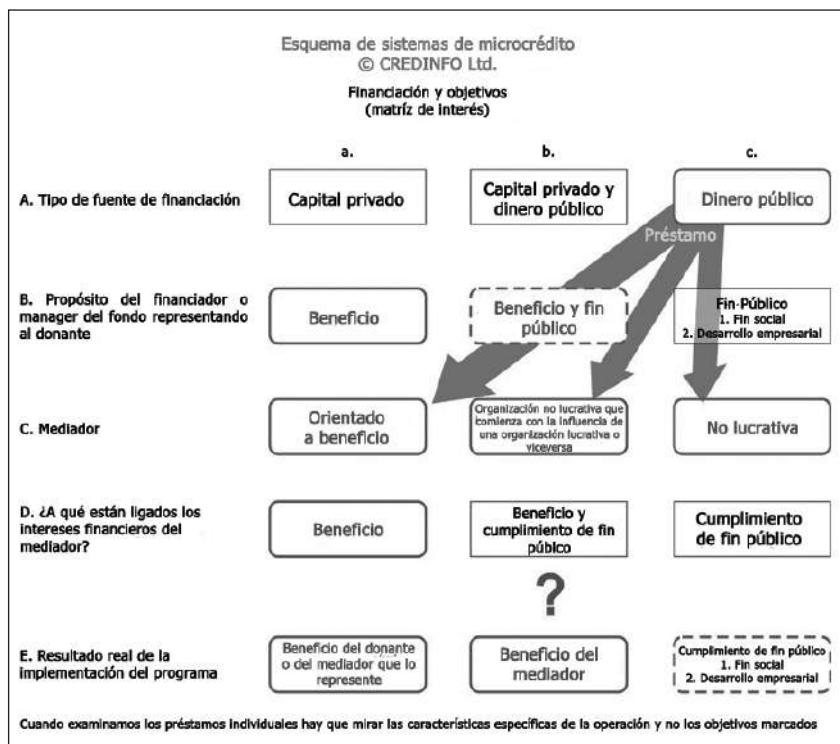 Esquema de sistemas de microcrédito
© CREDINFO Ltd.
Financiación y objetivos
(matríz de interés)
a.
b.
c.
A. Tipo de fuente de financiación
Capital privado
Capital privado y
dinero público
Dinero público
Préstamo
B. Propósito del financiador o
manager del fondo representando
al donante
Beneficio
Beneficio y fin
público
Fin-Público
1. Fin social
2. Desarrollo empresarial
C. Mediador
Orientado
a beneficio
Organización no lucrativa que
comienza con la influencia de
una organización lucrativa o
viceversa
No lucrativa
D. ¿A qué están ligados los
intereses financieros del
mediador?
Beneficio
Beneficio y
cumplimiento de fin
púbico
Cumplimiento
de fin público
?
E. Resultado real de la
implementación del programa
Beneficio del donante
o del mediador que lo
represente
Beneficio del
mediador
Cumplimiento de fin público
1. Fin social
2. Desarrollo empresarial
Cuando examinamos los préstamos individuales hay que mirar las características específicas de la operación y no los objetivos marcados